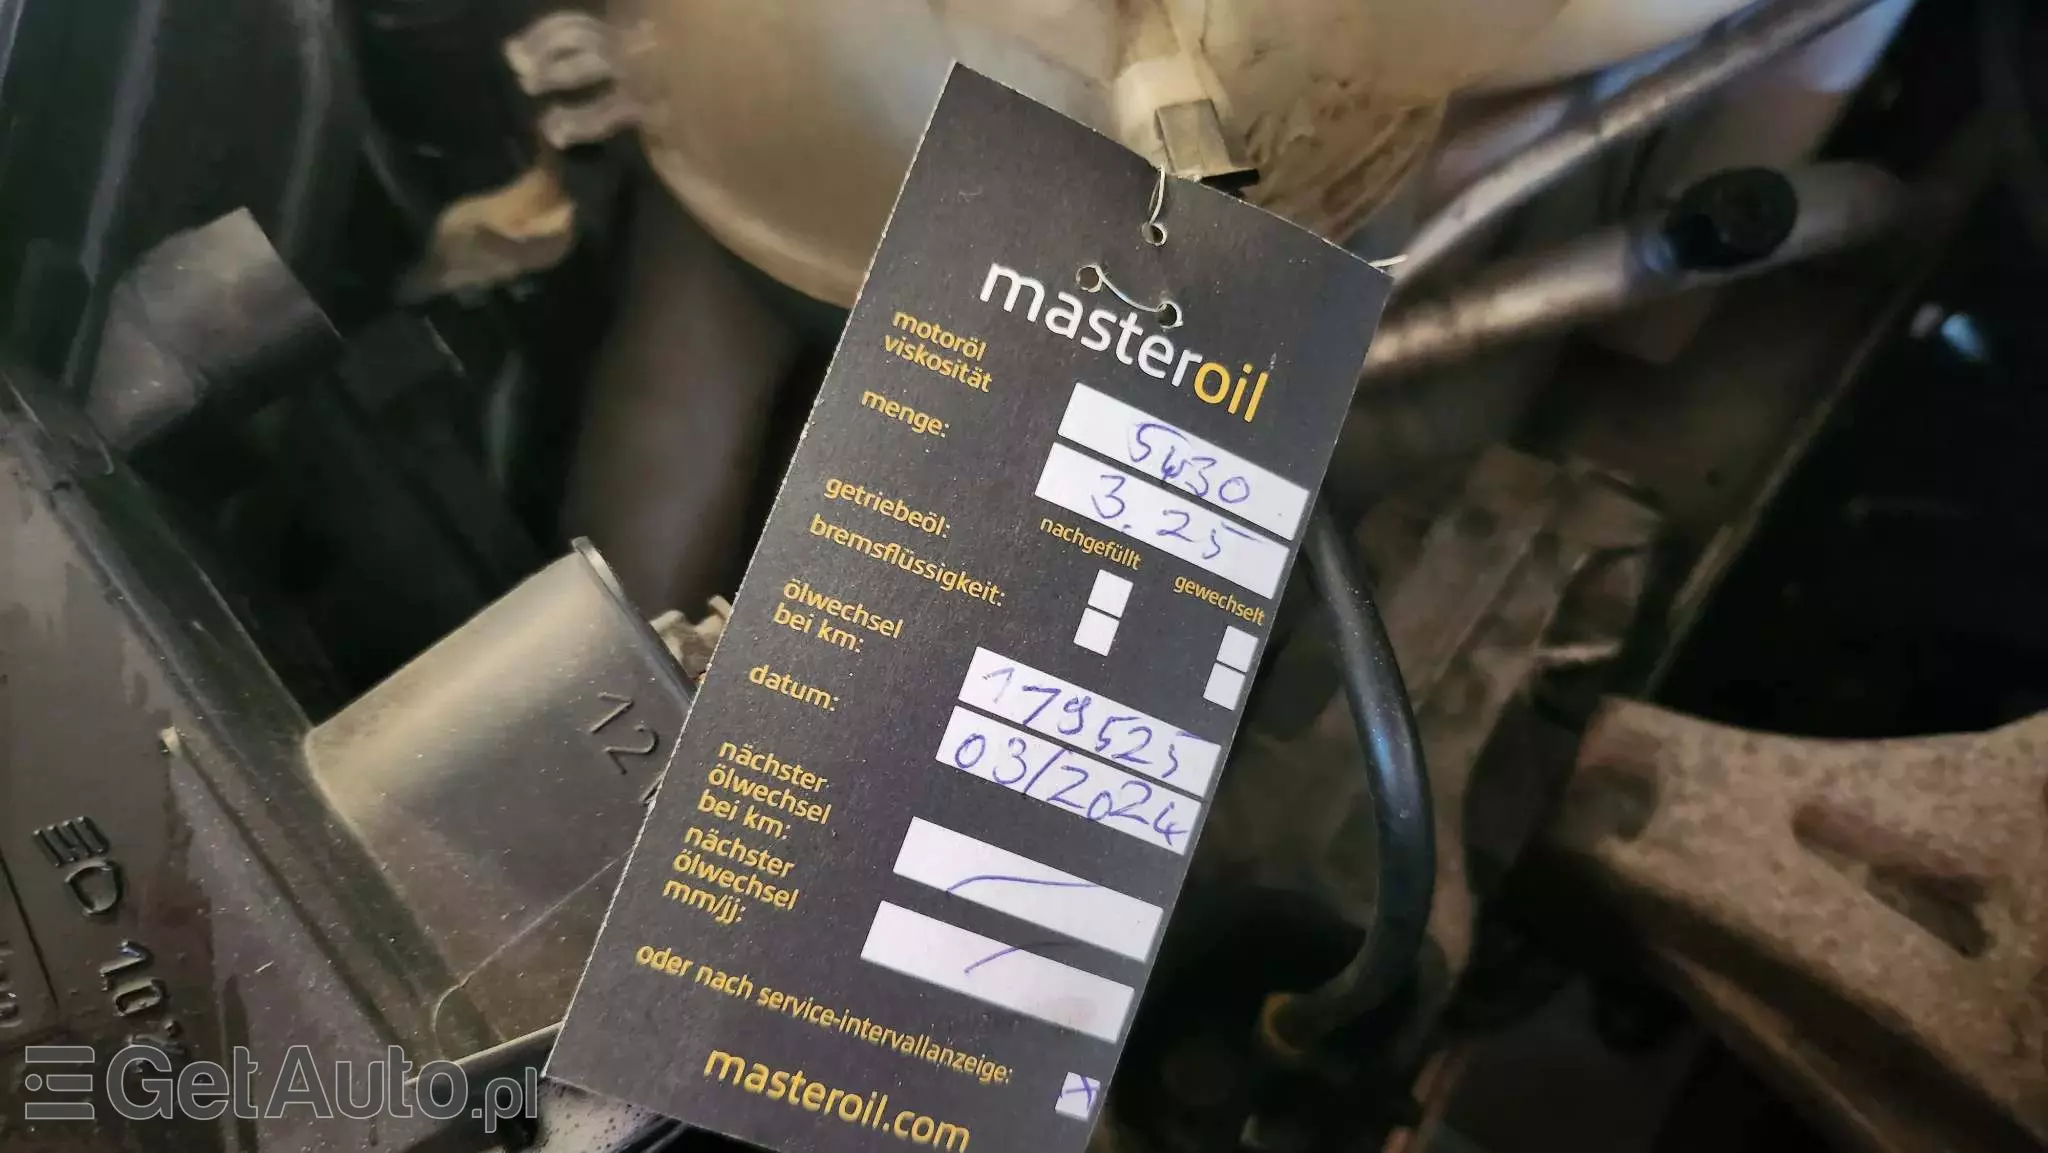 masteroil
motoröl
viskosität
5W30
menge:
3.25
nachgefüllt gewechselt
getriebeöl:
bremsflüssigkeit:
ölwechsel
bei km:
179525
datum:
03/2024
nächster
ölwechsel
bei km:
nächster
ölwechsel
mm/jj:
oder nach service-intervallanzeige:
masteroil.com
12
GetAuto.pl